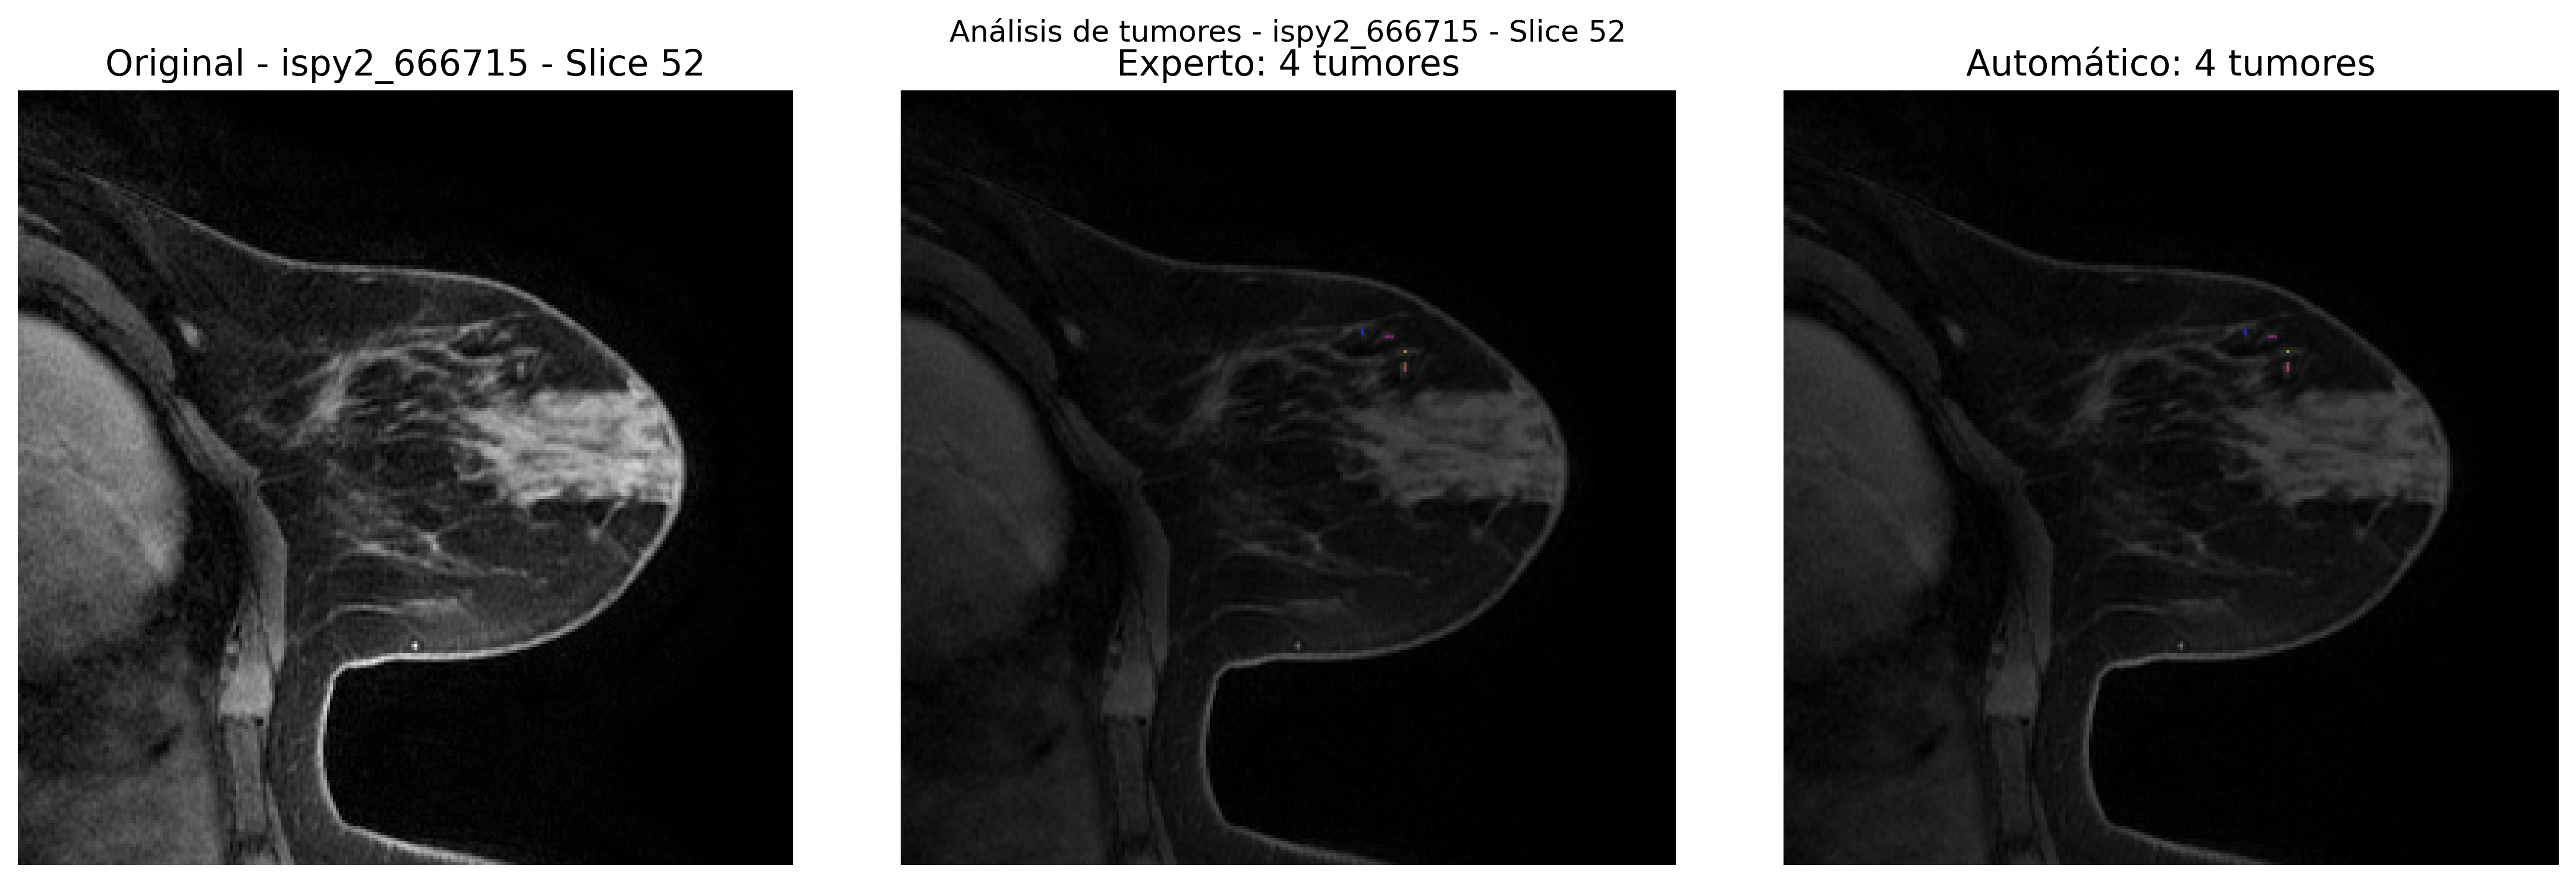 Análisis de tumores - ispy2_666715 - Slice 52
Original - ispy2_666715 - Slice 52
Experto: 4 tumores
Automático: 4 tumores